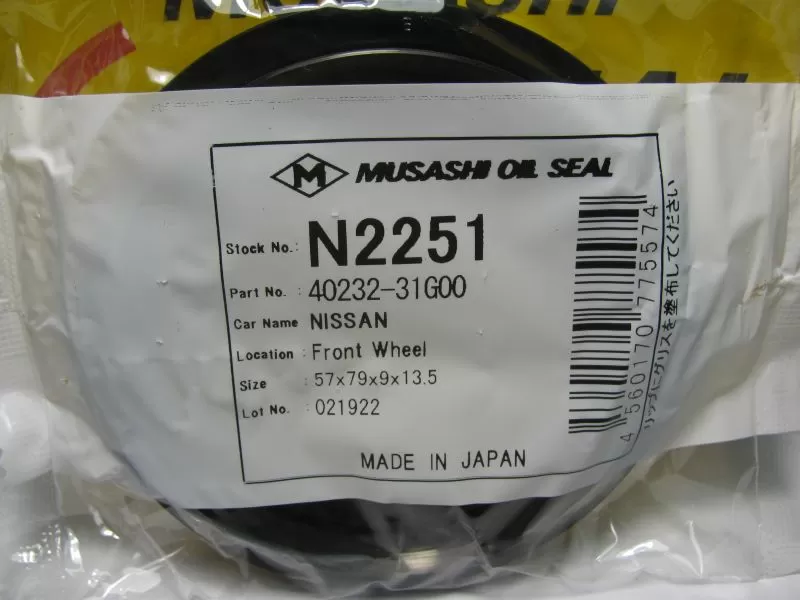 MUSASHI
M MUSASHI OIL SEAL
Stock No.: N2251
Part No. : 40232-31G00
Car Name NISSAN
Location : Front Wheel
Size : 57x79x9x13.5
Lot No. : 021922
MADE IN JAPAN
4 560170 775574
リップにグリスを塗布してください